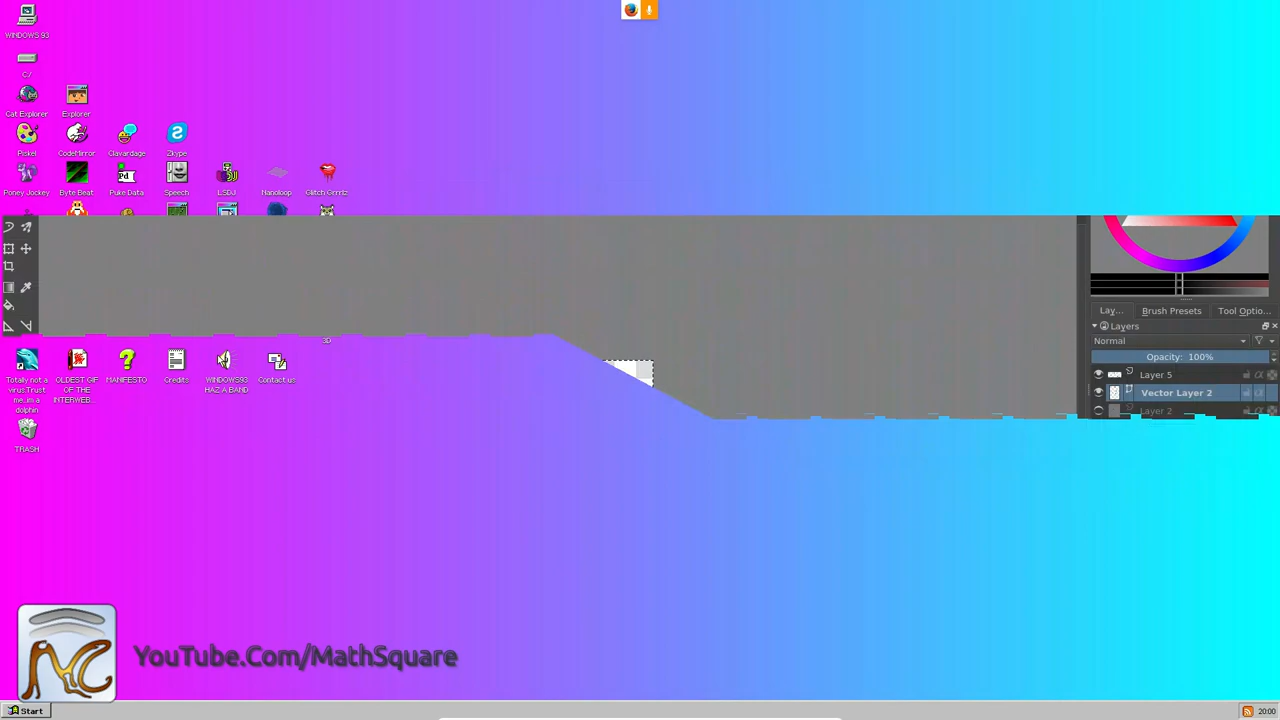 WINDOWS 93
C:/
Cat Explorer
Explorer
Piskel
CodeMirror
Clavardage
Zkype
Poney Jockey
Byte Beat
Puke Data
Speech
LSDJ
Nanoloop
Glitch Grrrlz
Lay...
Brush Presets
Tool Optio...
Layers
Normal
Opacity: 100%
Layer 5
Vector Layer 2
Layer 2
3D
Totally not a
virus.Trust
me..im a
dolphin
OLDEST GIF
OF THE
INTERWEB...
MANIFESTO
Credits
WINDOWS93
HAZ A BAND
Contact us
TRASH
YouTube.Com/MathSquare
Start
20:00